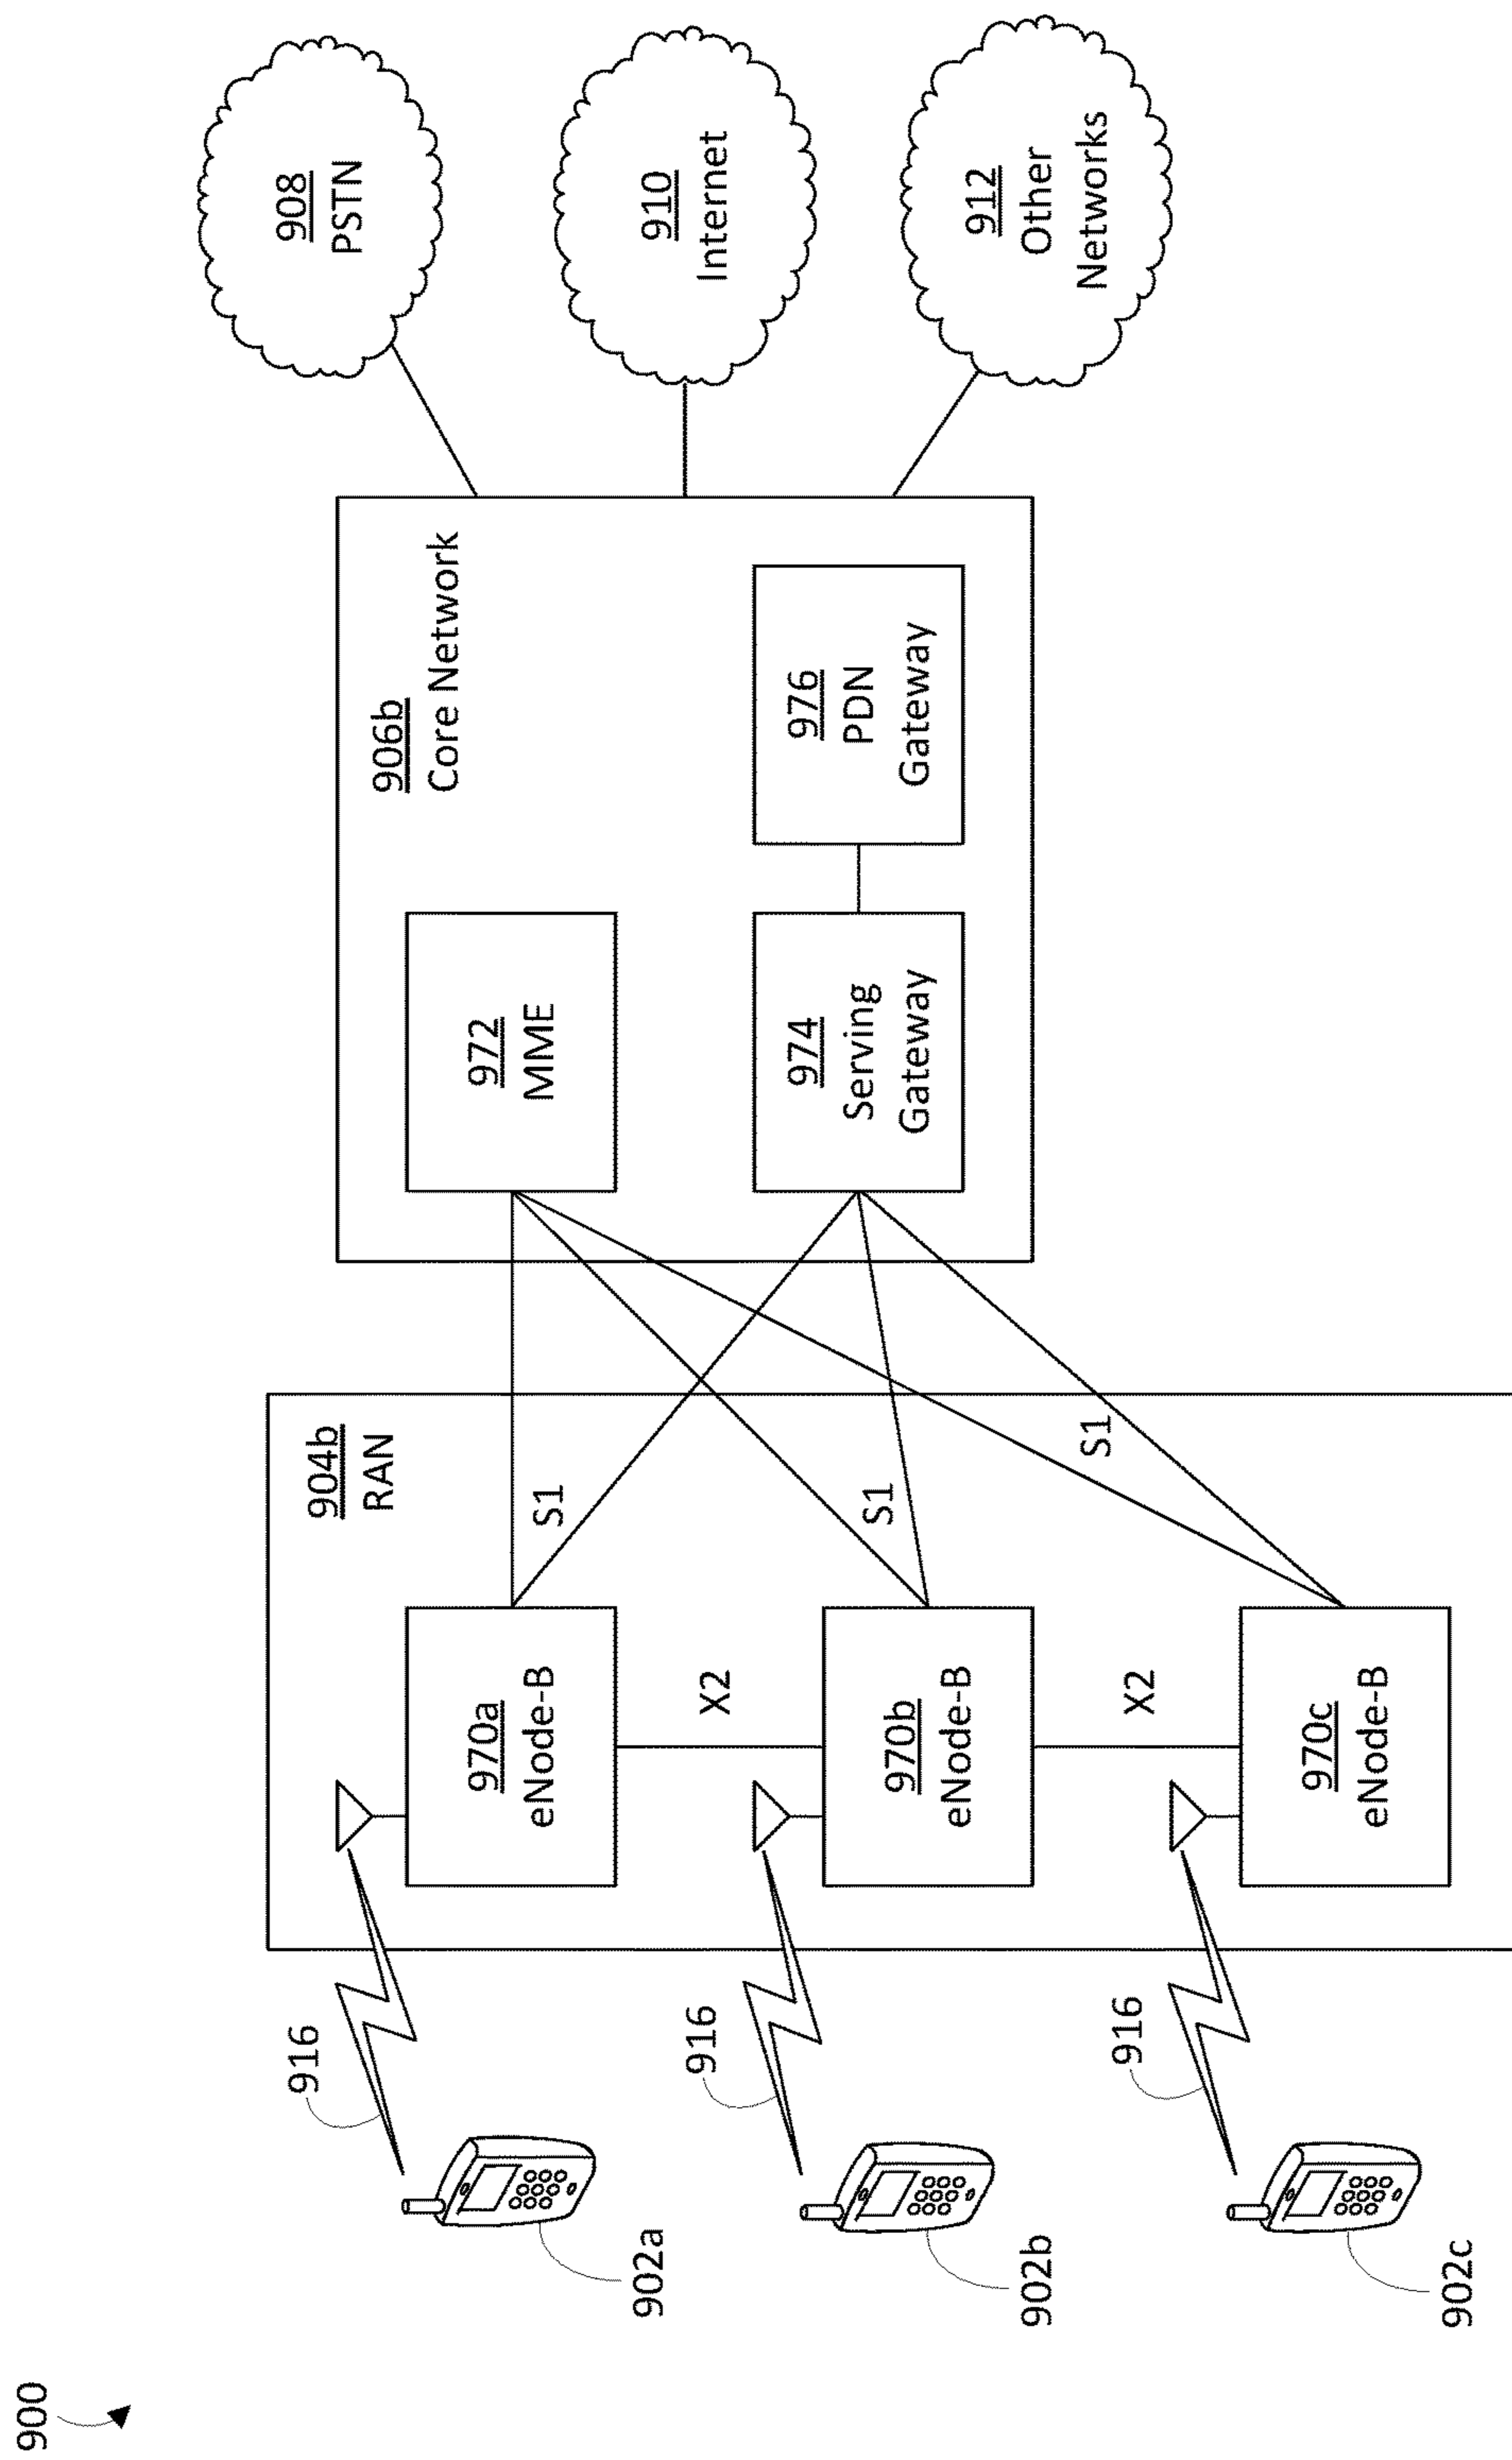 900
902a
916
902b
916
902c
916
904b
RAN
970a
eNode-B
X2
970b
eNode-B
X2
970c
eNode-B
S1
S1
S1
906b
Core Network
972
MME
974
Serving
Gateway
976
PDN
Gateway
908
PSTN
910
Internet
912
Other
Networks